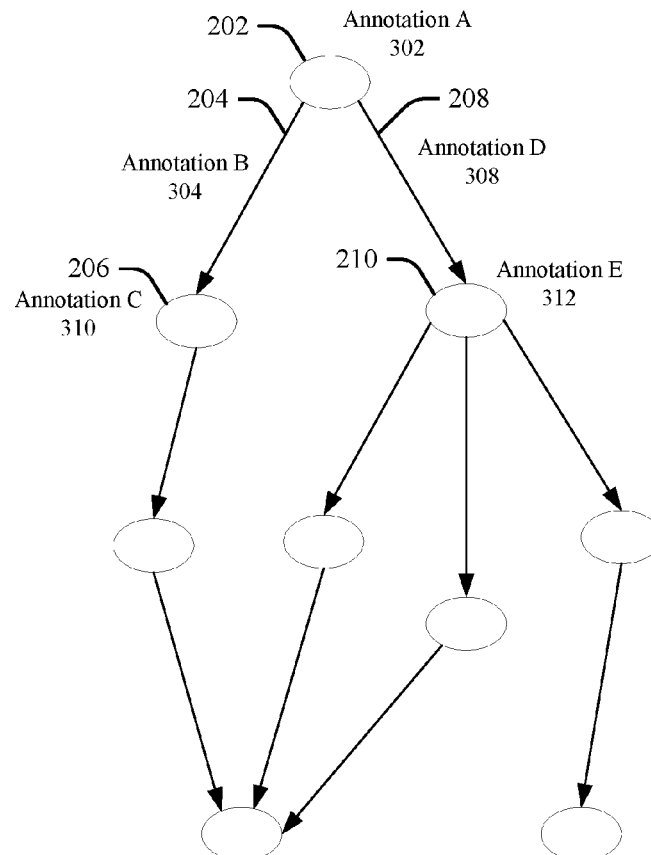 202
Annotation A
302
204
208
Annotation B
304
Annotation D
308
206
Annotation C
310
210
Annotation E
312